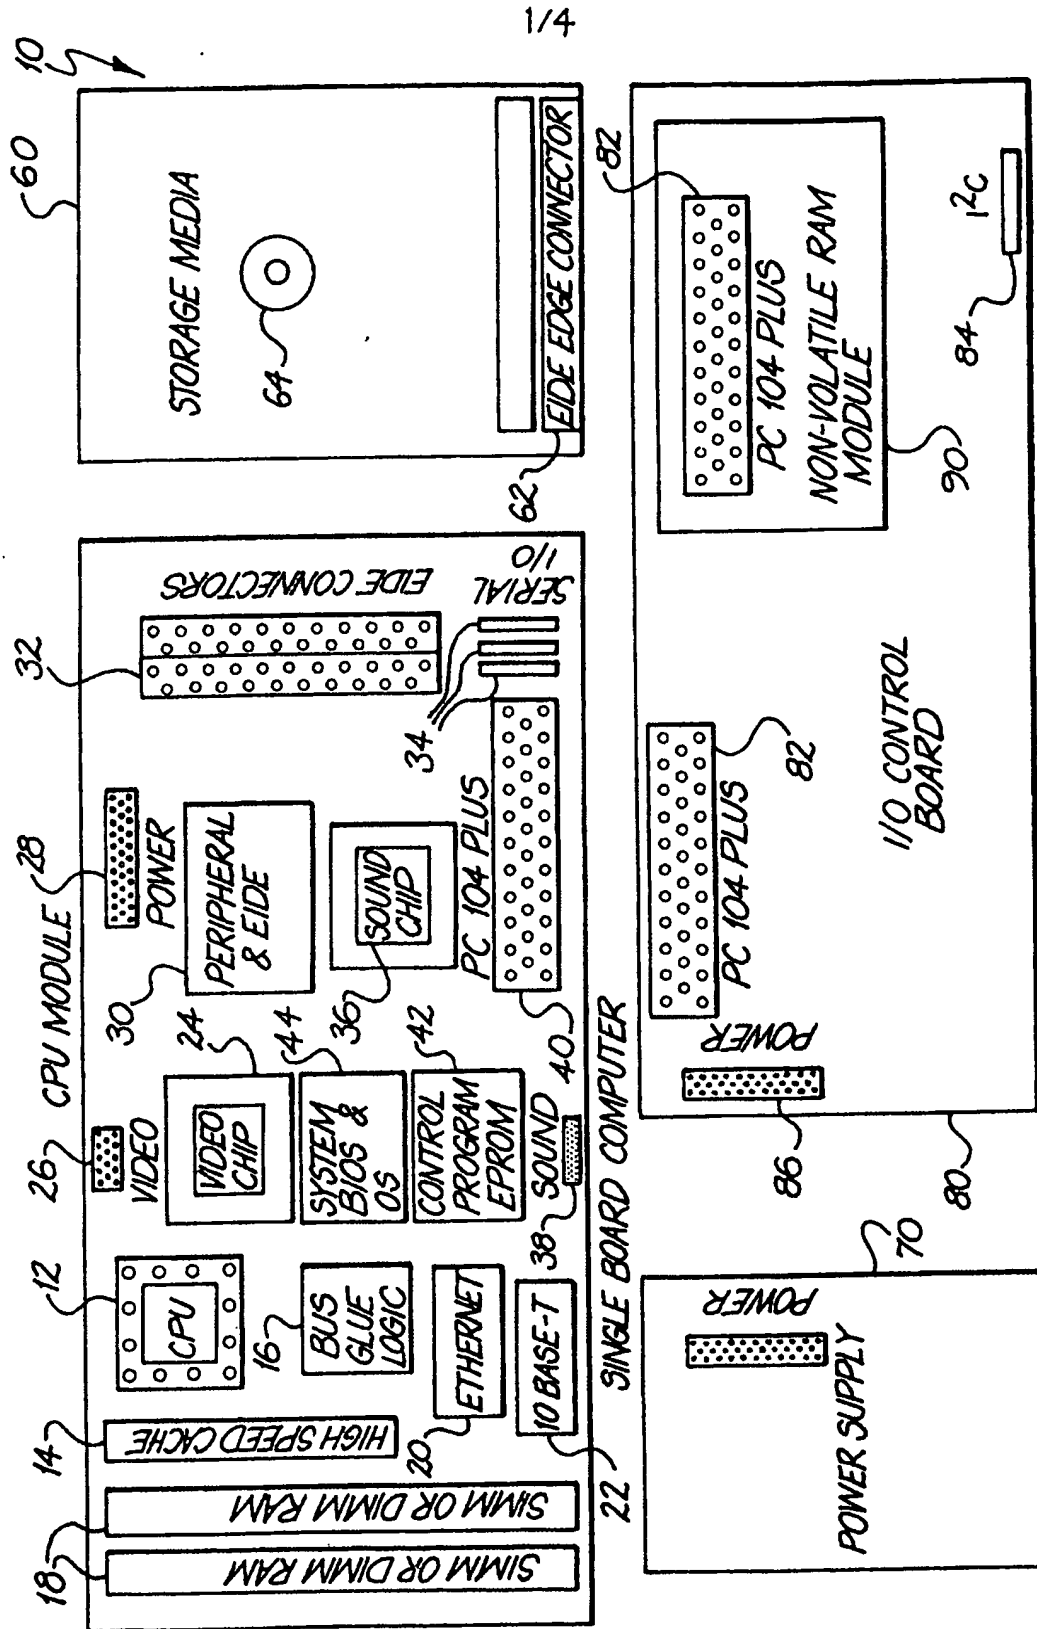 1/4
10
60
STORAGE MEDIA
64
EIDE EDGE CONNECTOR
62
CPU MODULE
18
SIMM OR DIMM RAM
SIMM OR DIMM RAM
14
HIGH SPEED CACHE
12
CPU
16
BUS
GLUE
LOGIC
20
ETHERNET
10 BASE-T
22
26
VIDEO
24
VIDEO
CHIP
44
SYSTEM
BIOS &
OS
42
CONTROL
PROGRAM
EPROM
SOUND
38
28
POWER
30
PERIPHERAL
& EIDE
36
SOUND
CHIP
PC 104 PLUS
40
32
EIDE CONNECTORS
34
SERIAL
I/O
SINGLE BOARD COMPUTER
70
POWER
POWER SUPPLY
80
86
POWER
PC 104 PLUS
82
I/O CONTROL
BOARD
82
PC 104 PLUS
NON-VOLATILE RAM
MODULE
90
84
I²C